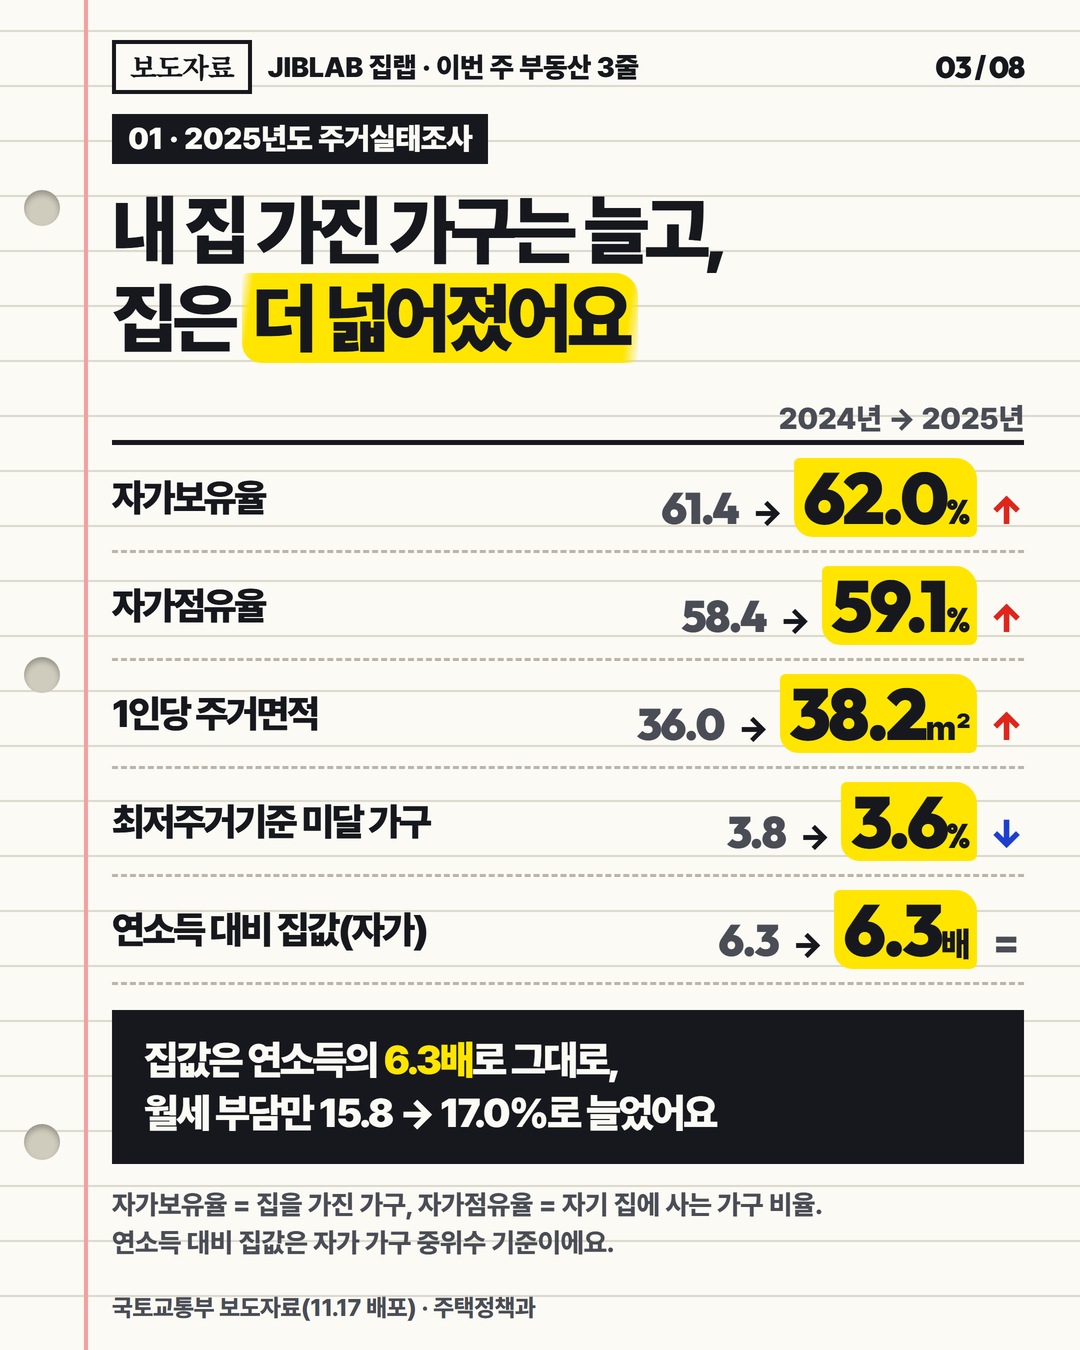 보도자료 JIBLAB 집랩 · 이번 주 부동산 3줄 03/08
01 · 2025년도 주거실태조사
내 집 가진 가구는 늘고,
집은 더 넓어졌어요
2024년 → 2025년
자가보유율 61.4 → 62.0% ↑
자가점유율 58.4 → 59.1% ↑
1인당 주거면적 36.0 → 38.2m² ↑
최저주거기준 미달 가구 3.8 → 3.6% ↓
연소득 대비 집값(자가) 6.3 → 6.3배 =
집값은 연소득의 6.3배로 그대로,
월세 부담만 15.8 → 17.0%로 늘었어요
자가보유율 = 집을 가진 가구, 자가점유율 = 자기 집에 사는 가구 비율.
연소득 대비 집값은 자가 가구 중위수 기준이에요.
국토교통부 보도자료(11.17 배포) · 주택정책과